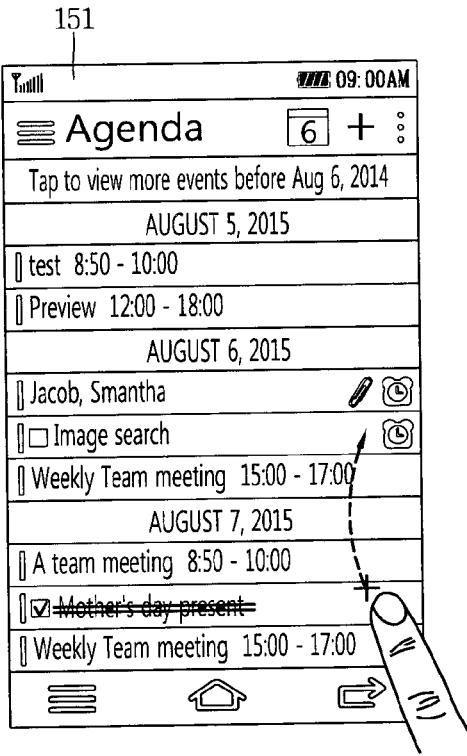 151
09:00AM
Agenda 6 +
Tap to view more events before Aug 6, 2014
AUGUST 5, 2015
test 8:50 - 10:00
Preview 12:00 - 18:00
AUGUST 6, 2015
Jacob, Smantha
Image search
Weekly Team meeting 15:00 - 17:00
AUGUST 7, 2015
A team meeting 8:50 - 10:00
Mother's day present
Weekly Team meeting 15:00 - 17:00